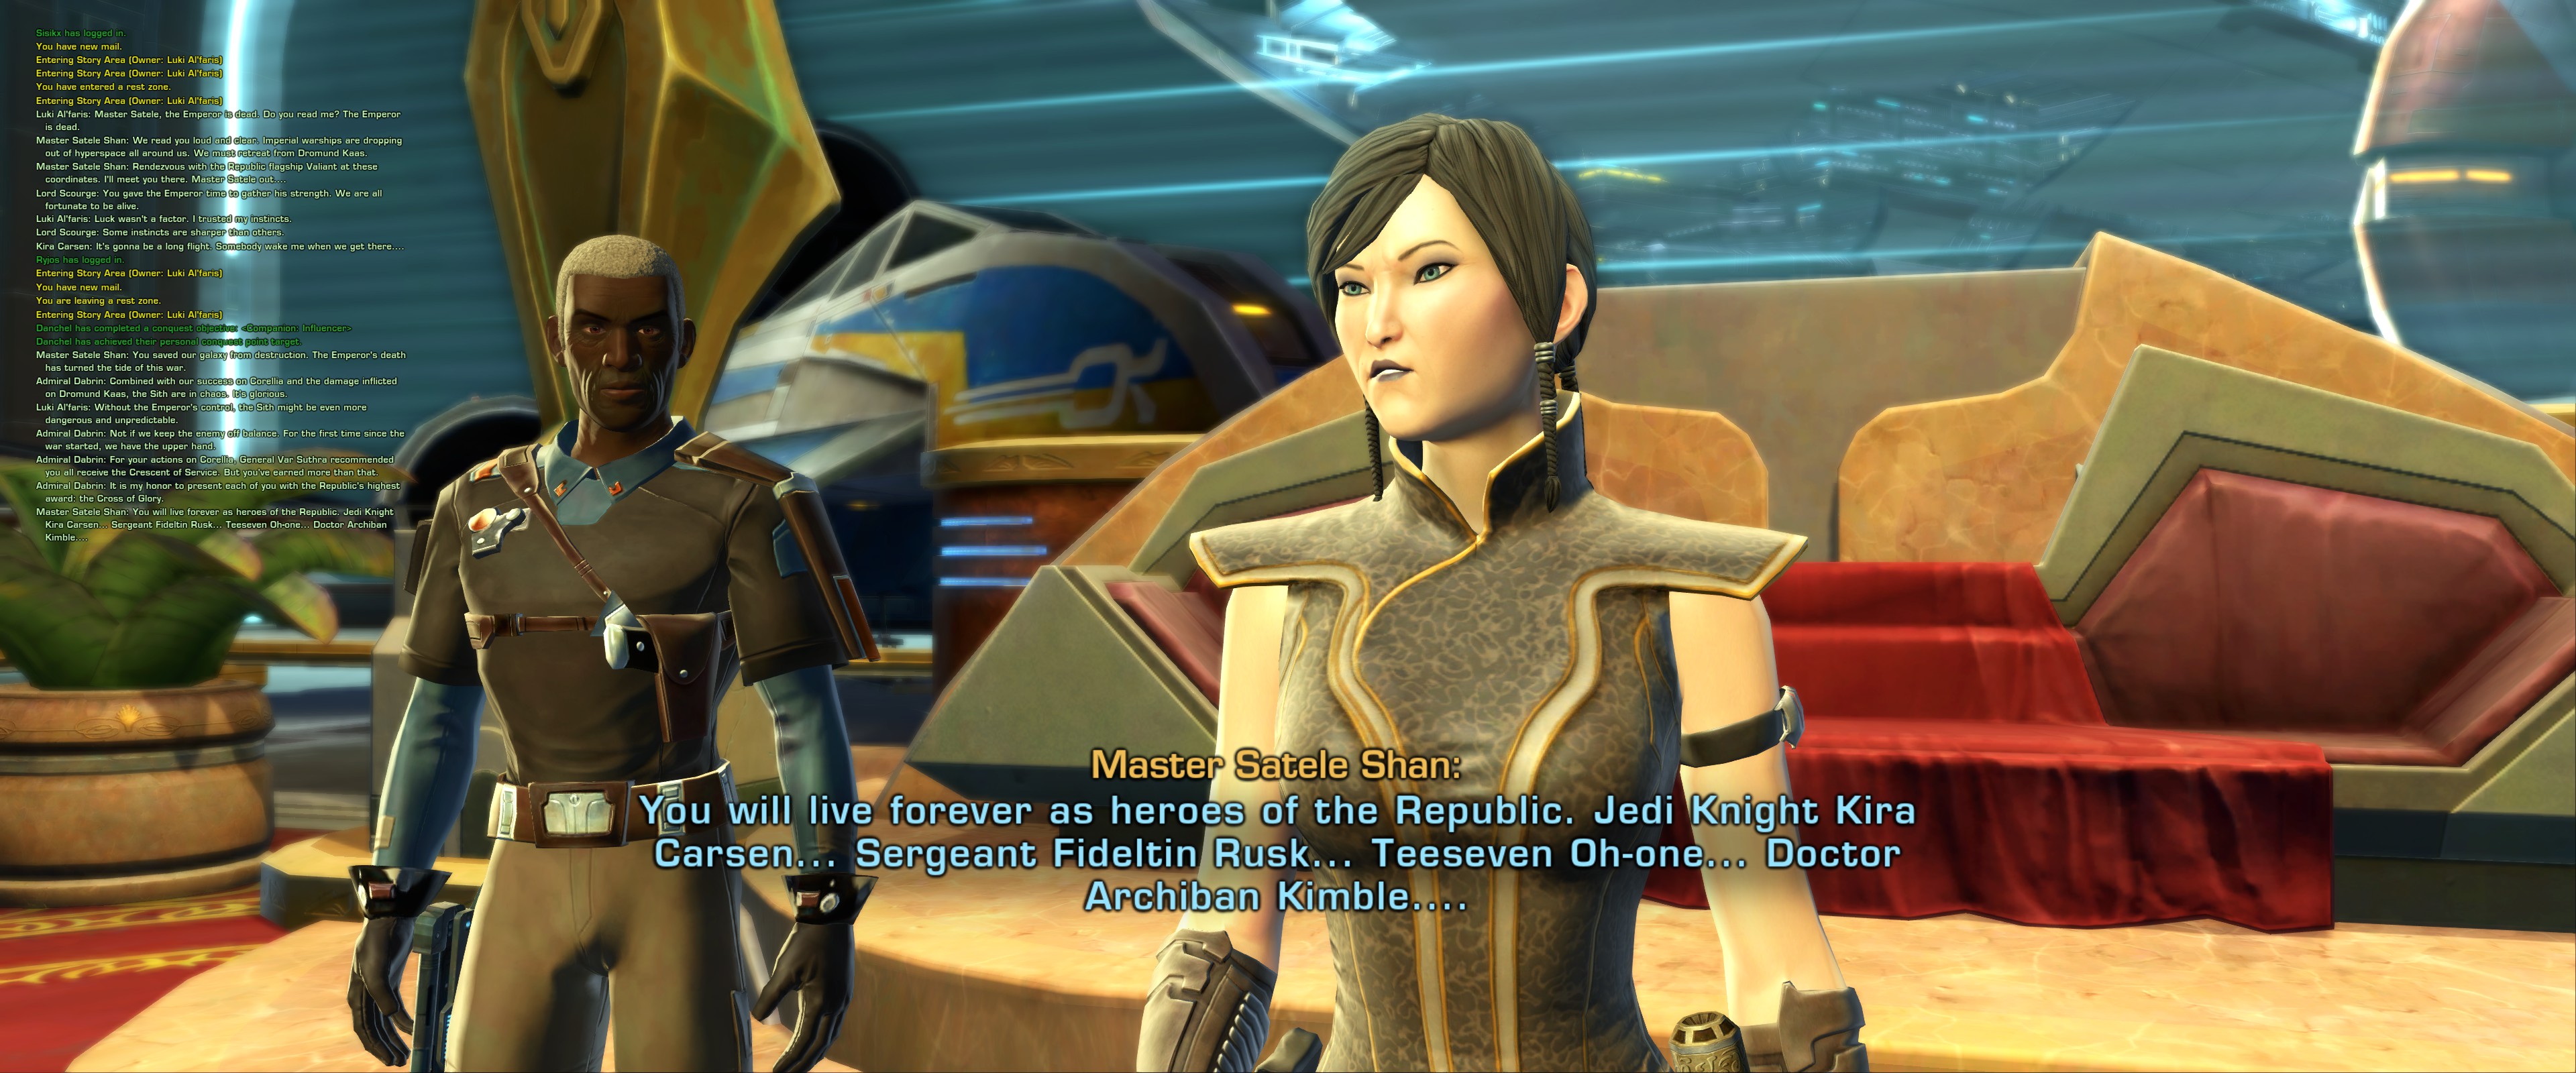 Sisikx has logged in.
You have new mail.
Entering Story Area (Owner: Luki Al'faris)
Entering Story Area (Owner: Luki Al'faris)
You have entered a rest zone.
Entering Story Area (Owner: Luki Al'faris)
Luki Al'faris: Master Satele, the Emperor is dead. Do you read me? The Emperor
is dead.
Master Satele Shan: We read you loud and clear. Imperial warships are dropping
out of hyperspace all around us. We must retreat from Dromund Kaas.
Master Satele Shan: Rendezvous with the Republic flagship Valiant at these
coordinates. I'll meet you there. Master Satele out....
Lord Scourge: You gave the Emperor time to gather his strength. We are all
fortunate to be alive.
Luki Al'faris: Luck wasn't a factor. I trusted my instincts.
Lord Scourge: Some instincts are sharper than others.
Kira Carsen: It's gonna be a long flight. Somebody wake me when we get there....
Ryjos has logged in.
Entering Story Area (Owner: Luki Al'faris)
You have new mail.
You are leaving a rest zone.
Entering Story Area (Owner: Luki Al'faris)
Danchel has completed a conquest objective: <Companion: Influencer>
Danchel has achieved their personal conquest point target.
Master Satele Shan: You saved our galaxy from destruction. The Emperor's death
has turned the tide of this war.
Admiral Dabrin: Combined with our success on Corellia and the damage inflicted
on Dromund Kaas, the Sith are in chaos. It's glorious.
Luki Al'faris: Without the Emperor's control, the Sith might be even more
dangerous and unpredictable.
Admiral Dabrin: Not if we keep the enemy off balance. For the first time since the
war started, we have the upper hand.
Admiral Dabrin: For your actions on Corellia, General Var Suthra recommended
you all receive the Crescent of Service. But you've earned more than that.
Admiral Dabrin: It is my honor to present each of you with the Republic's highest
award: the Cross of Glory.
Master Satele Shan: You will live forever as heroes of the Republic. Jedi Knight
Kira Carsen... Sergeant Fideltin Rusk... Teeseven Oh-one... Doctor Archiban
Kimble....
Master Satele Shan:
You will live forever as heroes of the Republic. Jedi Knight Kira
Carsen... Sergeant Fideltin Rusk... Teeseven Oh-one... Doctor
Archiban Kimble....